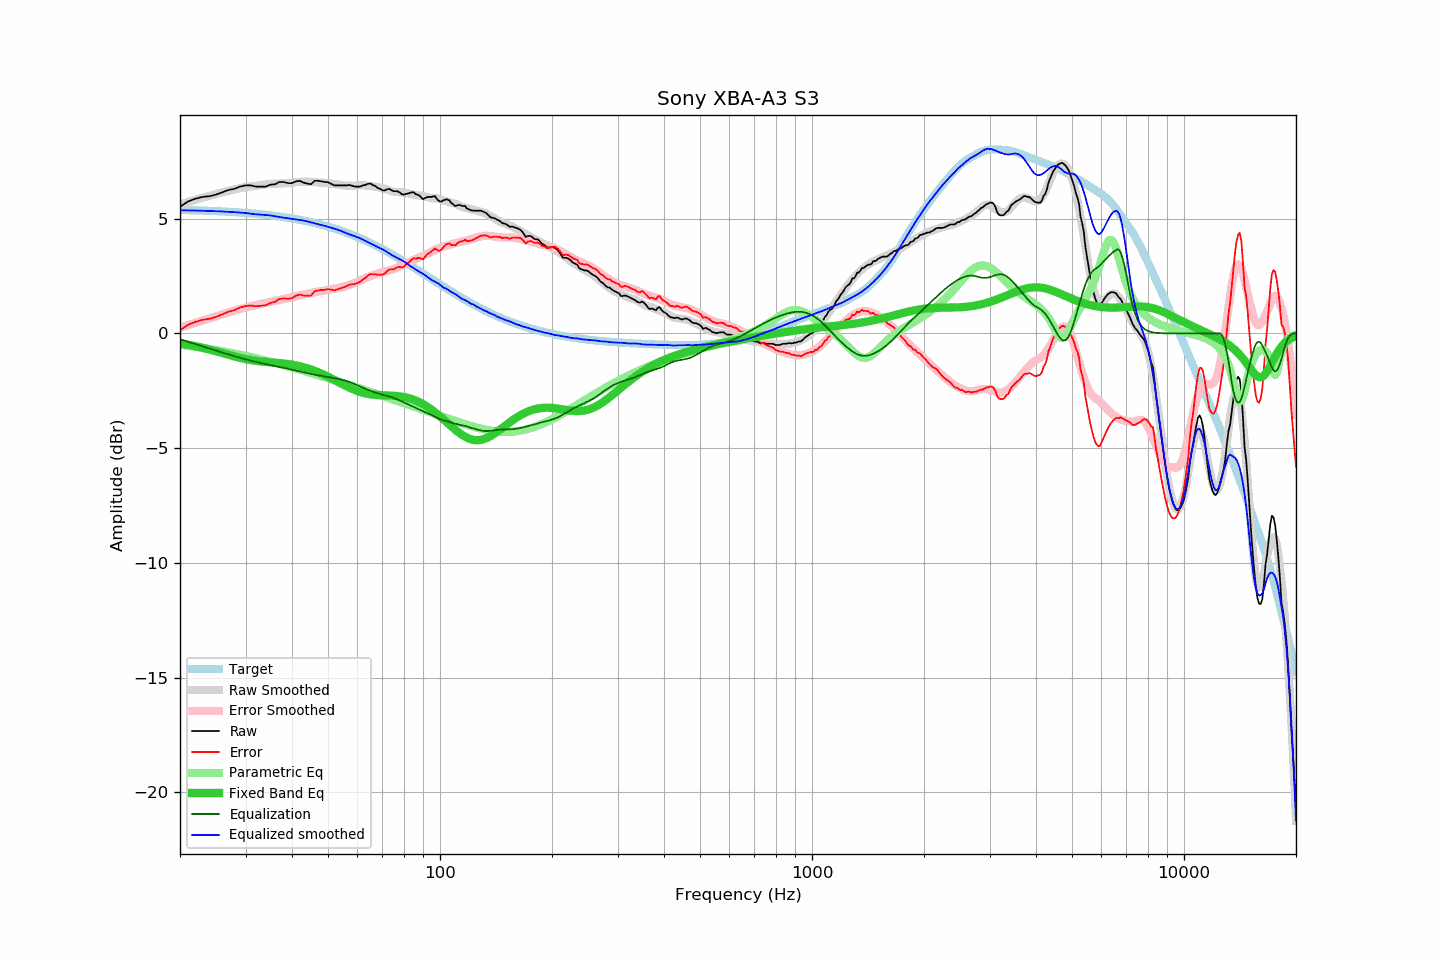 Sony XBA-A3 S3
Amplitude (dBr)
5
0
−5
−10
−15
−20
Target
Raw Smoothed
Error Smoothed
Raw
Error
Parametric Eq
Fixed Band Eq
Equalization
Equalized smoothed
100
1000
10000
Frequency (Hz)